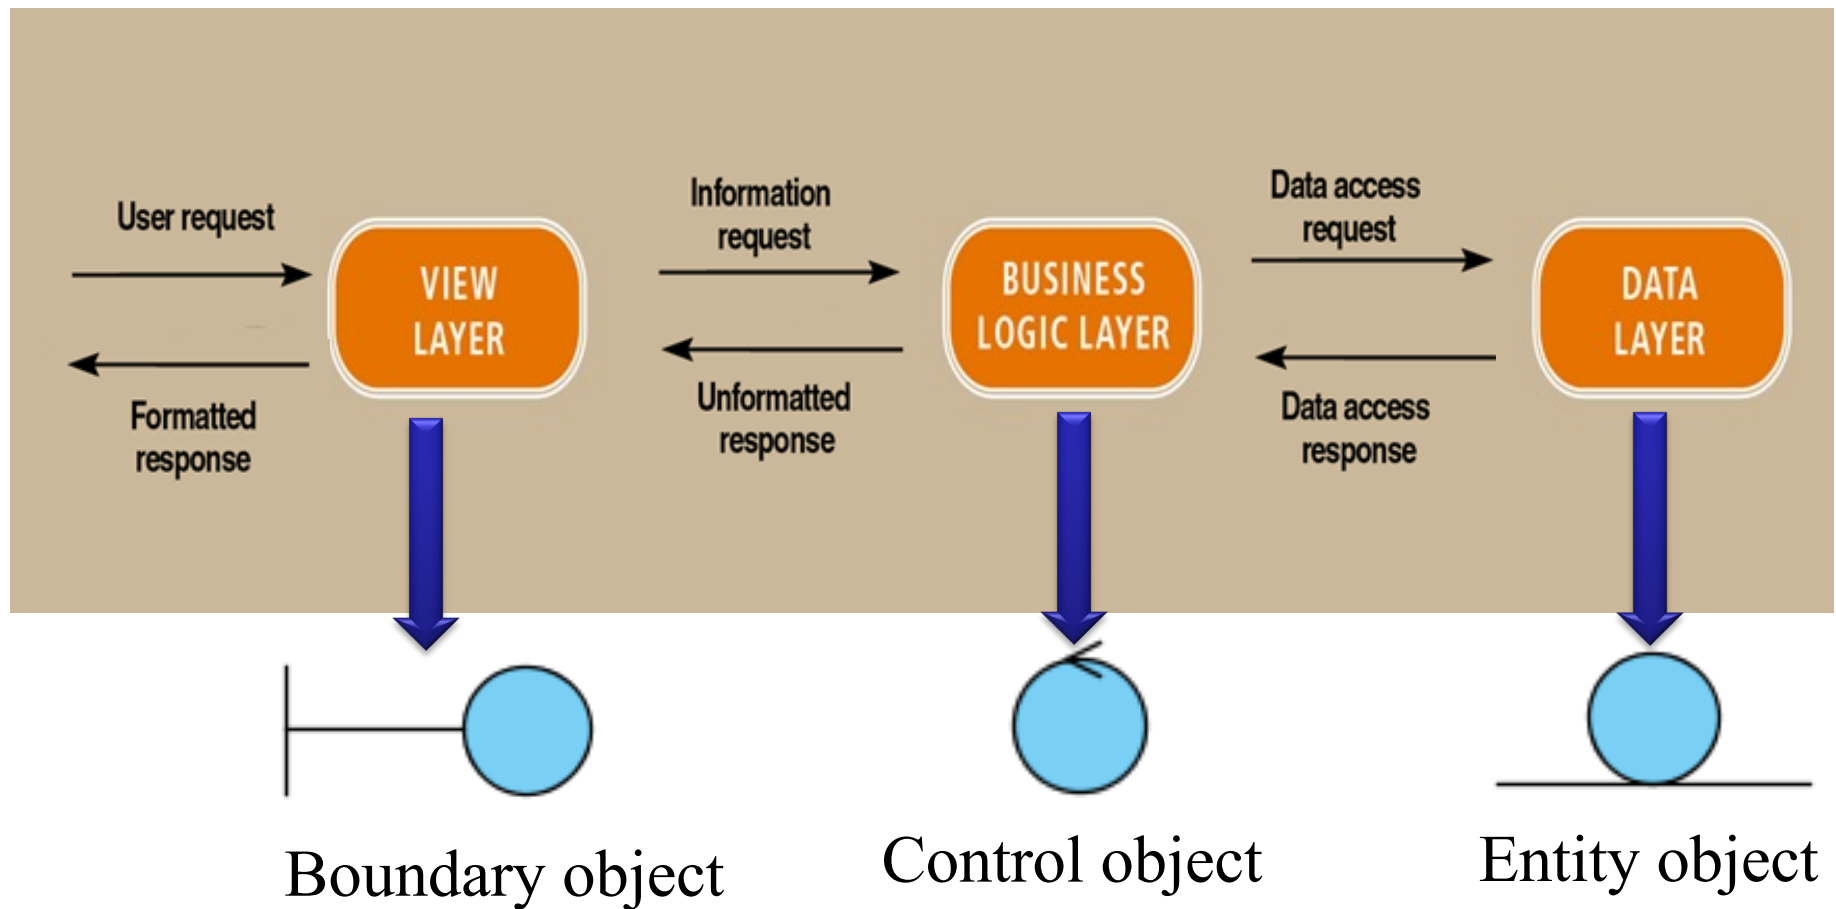 User request
Formatted
response
VIEW
LAYER
Information
request
Unformatted
response
BUSINESS
LOGIC LAYER
Data access
request
Data access
response
DATA
LAYER
Boundary object
Control object
Entity object